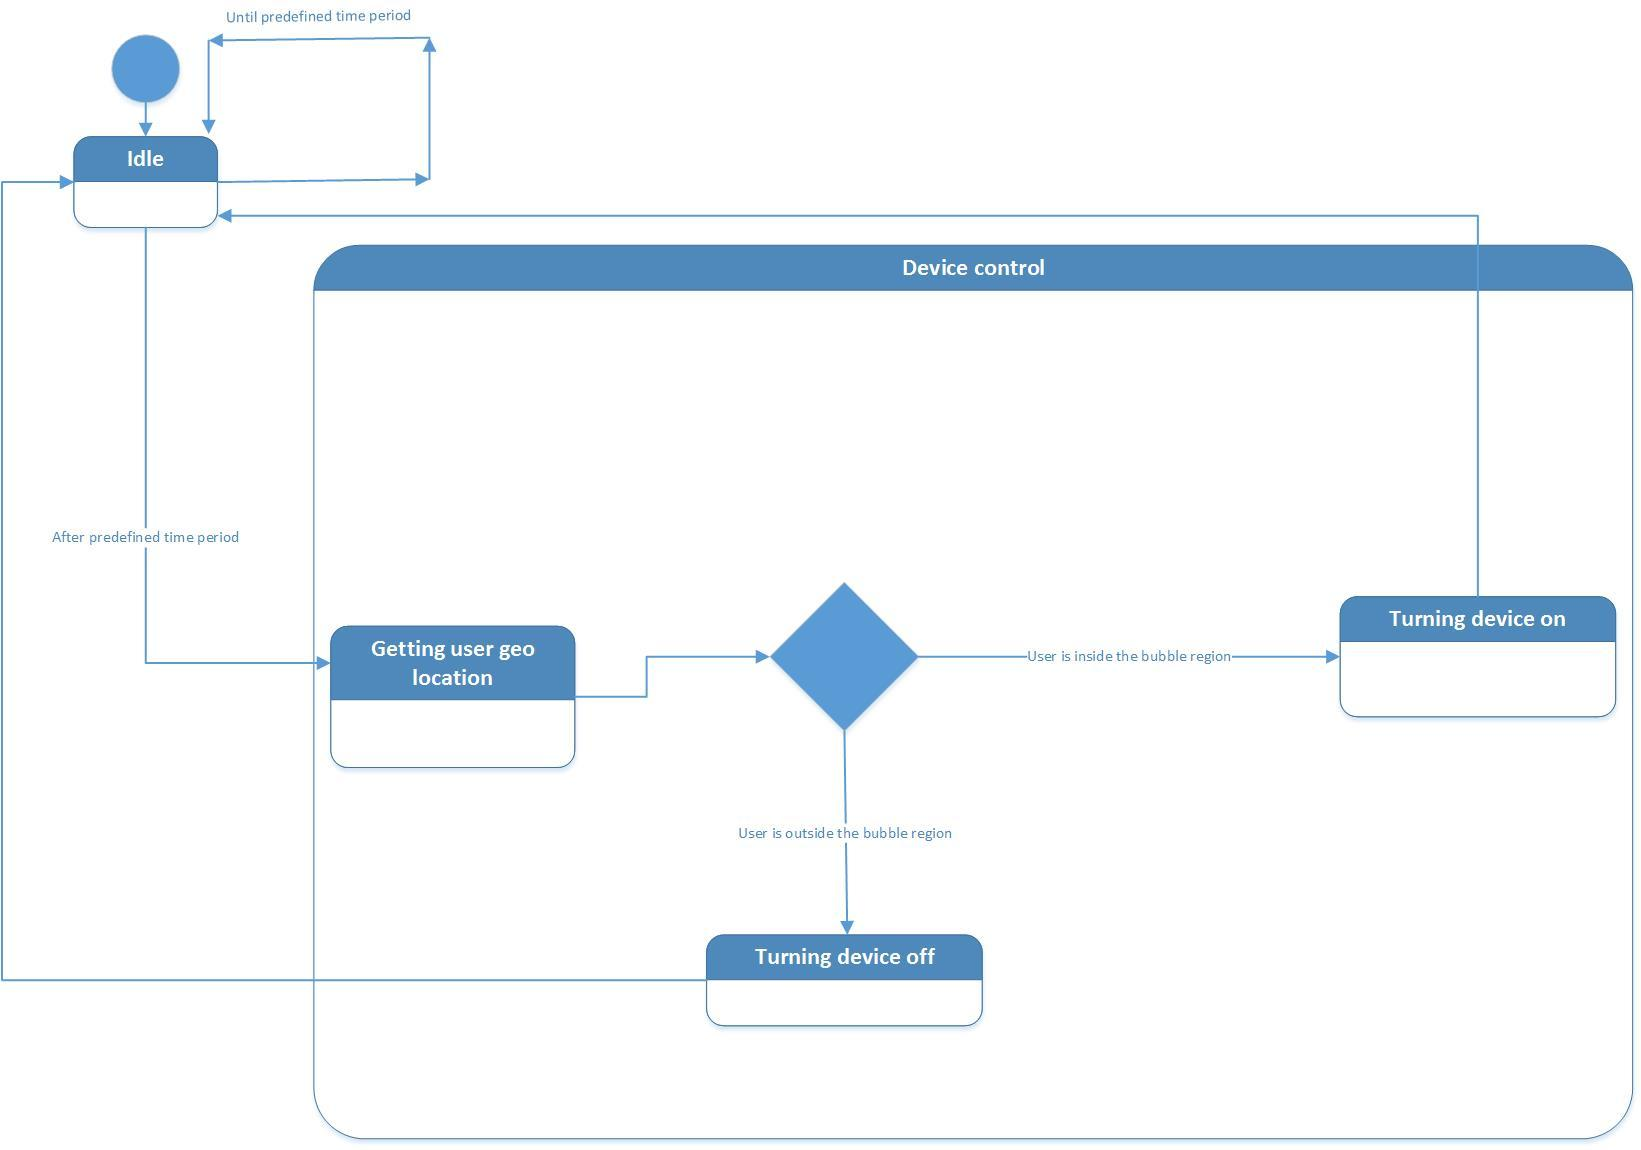 Until predefined time period
Idle
Device control
After predefined time period
Getting user geo
location
User is inside the bubble region
Turning device on
User is outside the bubble region
Turning device off